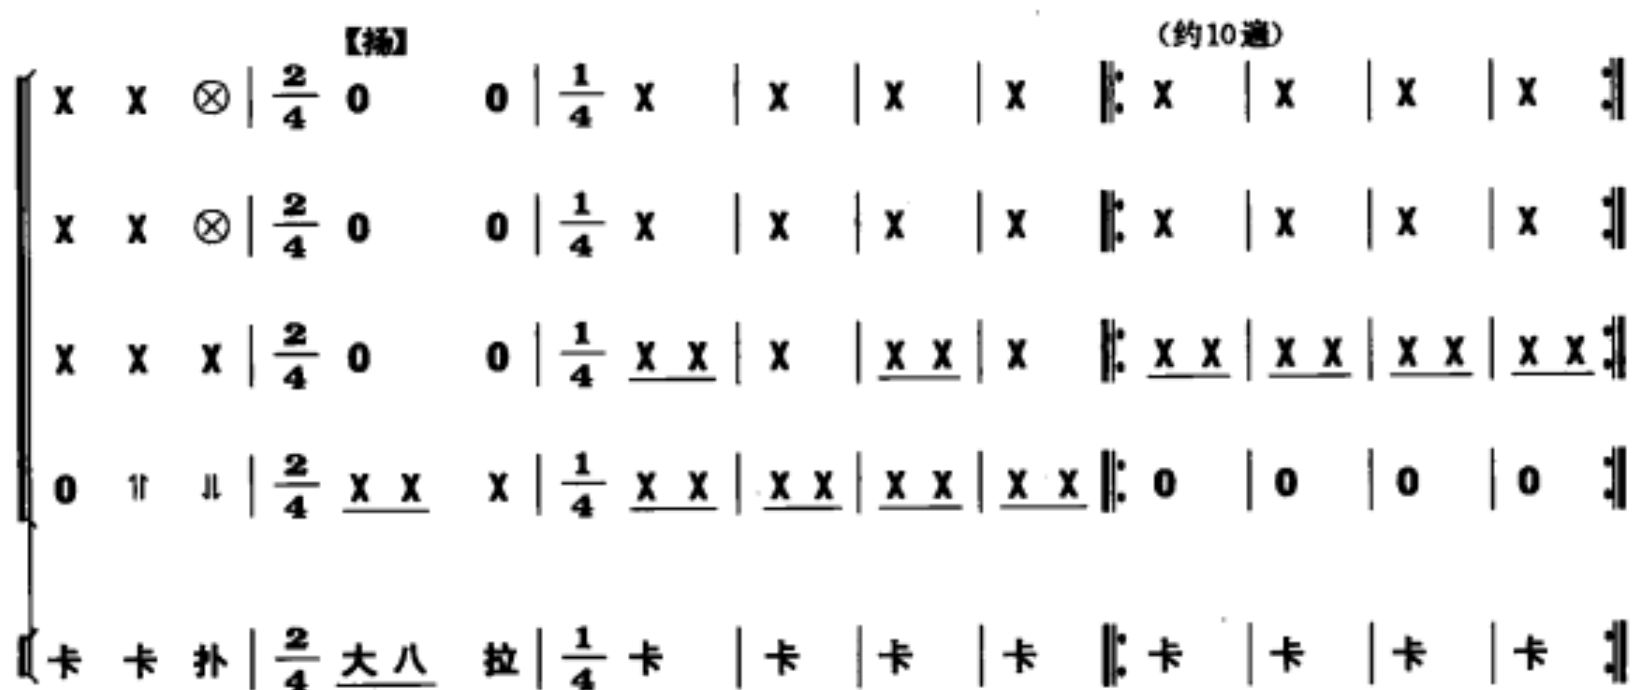 【扬】 （约10遍）
X X ⊗ | 2/4 0 0 | 1/4 X | X | X | X ‖: X | X | X | X :‖
X X ⊗ | 2/4 0 0 | 1/4 X | X | X | X ‖: X | X | X | X :‖
X X X | 2/4 0 0 | 1/4 X X | X | X X | X ‖: X X | X X | X X | X X :‖
0 ⇈ ⇊ | 2/4 X X X | 1/4 X X | X X | X X | X X ‖: 0 | 0 | 0 | 0 :‖
卡 卡 扑 | 2/4 大 八 拉 | 1/4 卡 | 卡 | 卡 | 卡 ‖: 卡 | 卡 | 卡 | 卡 :‖